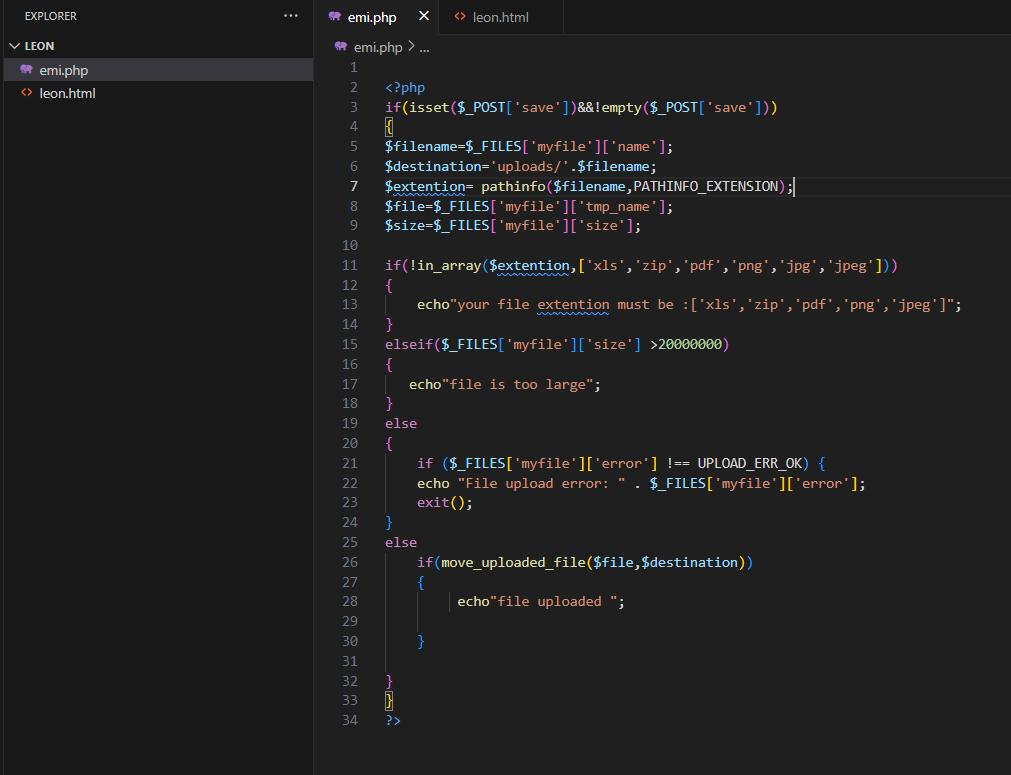 EXPLORER ...
LEON
emi.php
leon.html
emi.php × leon.html
emi.php > ...
1
2 <?php
3 if(isset($_POST['save'])&&!empty($_POST['save']))
4 {
5 $filename=$_FILES['myfile']['name'];
6 $destination='uploads/'.$filename;
7 $extention= pathinfo($filename,PATHINFO_EXTENSION);
8 $file=$_FILES['myfile']['tmp_name'];
9 $size=$_FILES['myfile']['size'];
10
11 if(!in_array($extention,['xls','zip','pdf','png','jpg','jpeg']))
12 {
13     echo"your file extention must be :['xls','zip','pdf','png','jpeg']";
14 }
15 elseif($_FILES['myfile']['size'] >20000000)
16 {
17    echo"file is too large";
18 }
19 else
20 {
21     if ($_FILES['myfile']['error'] !== UPLOAD_ERR_OK) {
22     echo "File upload error: " . $_FILES['myfile']['error'];
23     exit();
24 }
25 else
26     if(move_uploaded_file($file,$destination))
27     {
28          echo"file uploaded ";
29
30     }
31
32 }
33 }
34 ?>